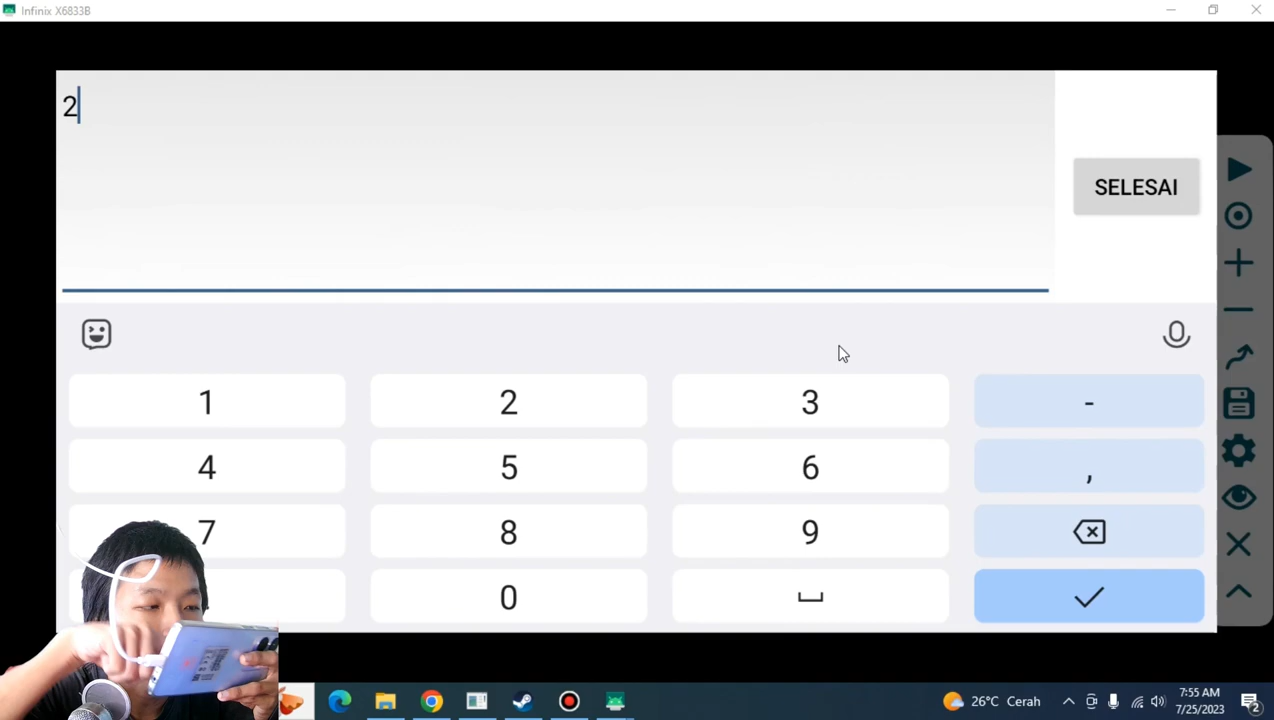 Infinix X6833B
2
SELESAI
1 2 3 -
4 5 6 ,
7 8 9
0
26°C Cerah
7:55 AM
7/25/2023
2